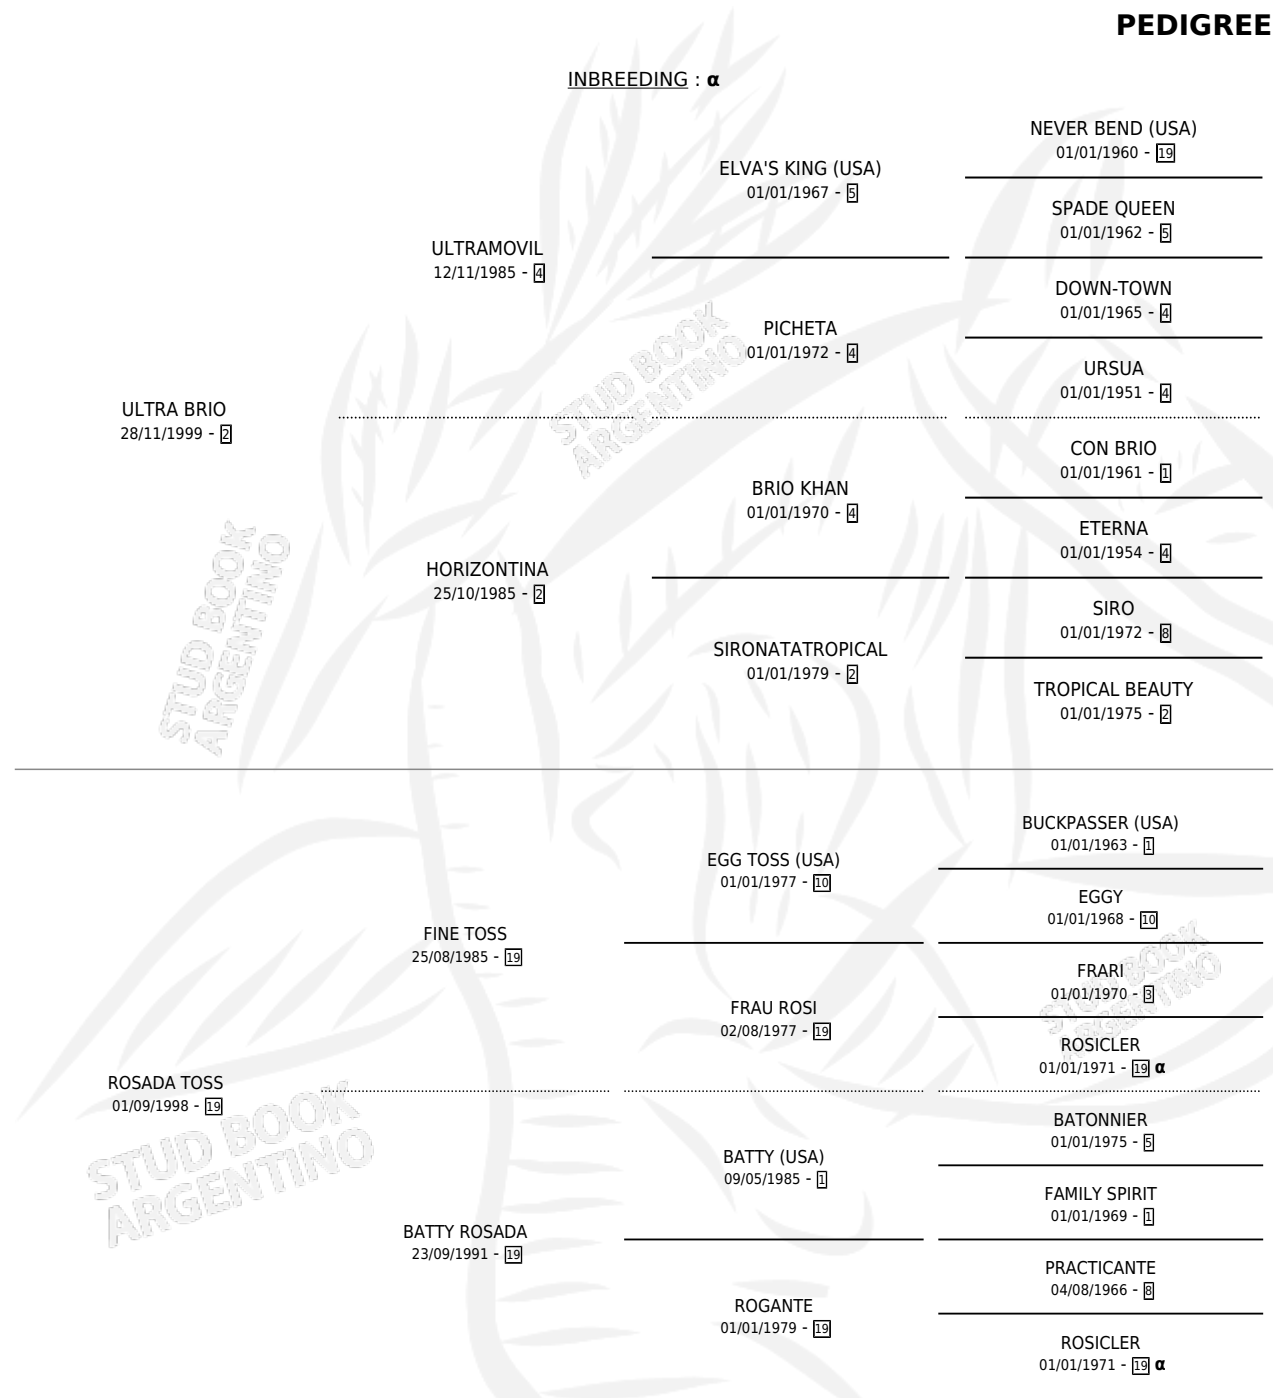 PEDIGREE
INBREEDING : α
NEVER BEND (USA)
01/01/1960 - 19
ELVA'S KING (USA)
01/01/1967 - 5
SPADE QUEEN
01/01/1962 - 5
ULTRAMOVIL
12/11/1985 - 4
DOWN-TOWN
01/01/1965 - 4
PICHETA
01/01/1972 - 4
URSUA
01/01/1951 - 4
ULTRA BRIO
28/11/1999 - 2
CON BRIO
01/01/1961 - 1
BRIO KHAN
01/01/1970 - 4
ETERNA
01/01/1954 - 4
HORIZONTINA
25/10/1985 - 2
SIRO
01/01/1972 - 8
SIRONATATROPICAL
01/01/1979 - 2
TROPICAL BEAUTY
01/01/1975 - 2
BUCKPASSER (USA)
01/01/1963 - 1
EGG TOSS (USA)
01/01/1977 - 10
EGGY
01/01/1968 - 10
FINE TOSS
25/08/1985 - 19
FRARI
01/01/1970 - 3
FRAU ROSI
02/08/1977 - 19
ROSICLER
01/01/1971 - 19 α
ROSADA TOSS
01/09/1998 - 19
BATONNIER
01/01/1975 - 5
BATTY (USA)
09/05/1985 - 1
FAMILY SPIRIT
01/01/1969 - 1
BATTY ROSADA
23/09/1991 - 19
PRACTICANTE
04/08/1966 - 8
ROGANTE
01/01/1979 - 19
ROSICLER
01/01/1971 - 19 α
STUD BOOK
ARGENTINO
STUD BOOK
ARGENTINO
STUD BOOK
ARGENTINO
STUD BOOK
ARGENTINO